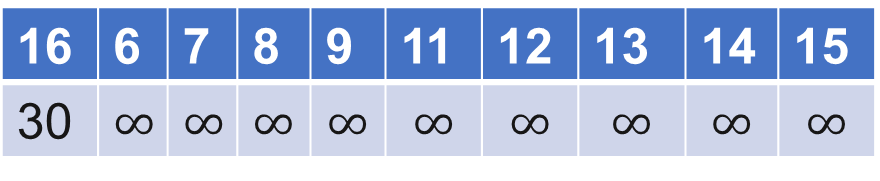 16 6 7 8 9 11 12 13 14 15
30 ∞ ∞ ∞ ∞ ∞ ∞ ∞ ∞ ∞